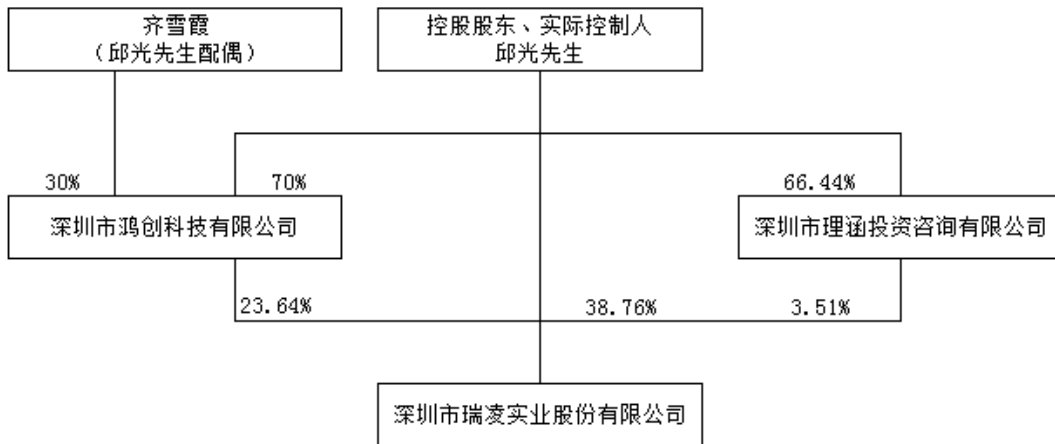 齐雪霞
（邱光先生配偶）
控股股东、实际控制人
邱光先生
30%
70%
66.44%
深圳市鸿创科技有限公司
深圳市理涵投资咨询有限公司
23.64%
38.76%
3.51%
深圳市瑞凌实业股份有限公司